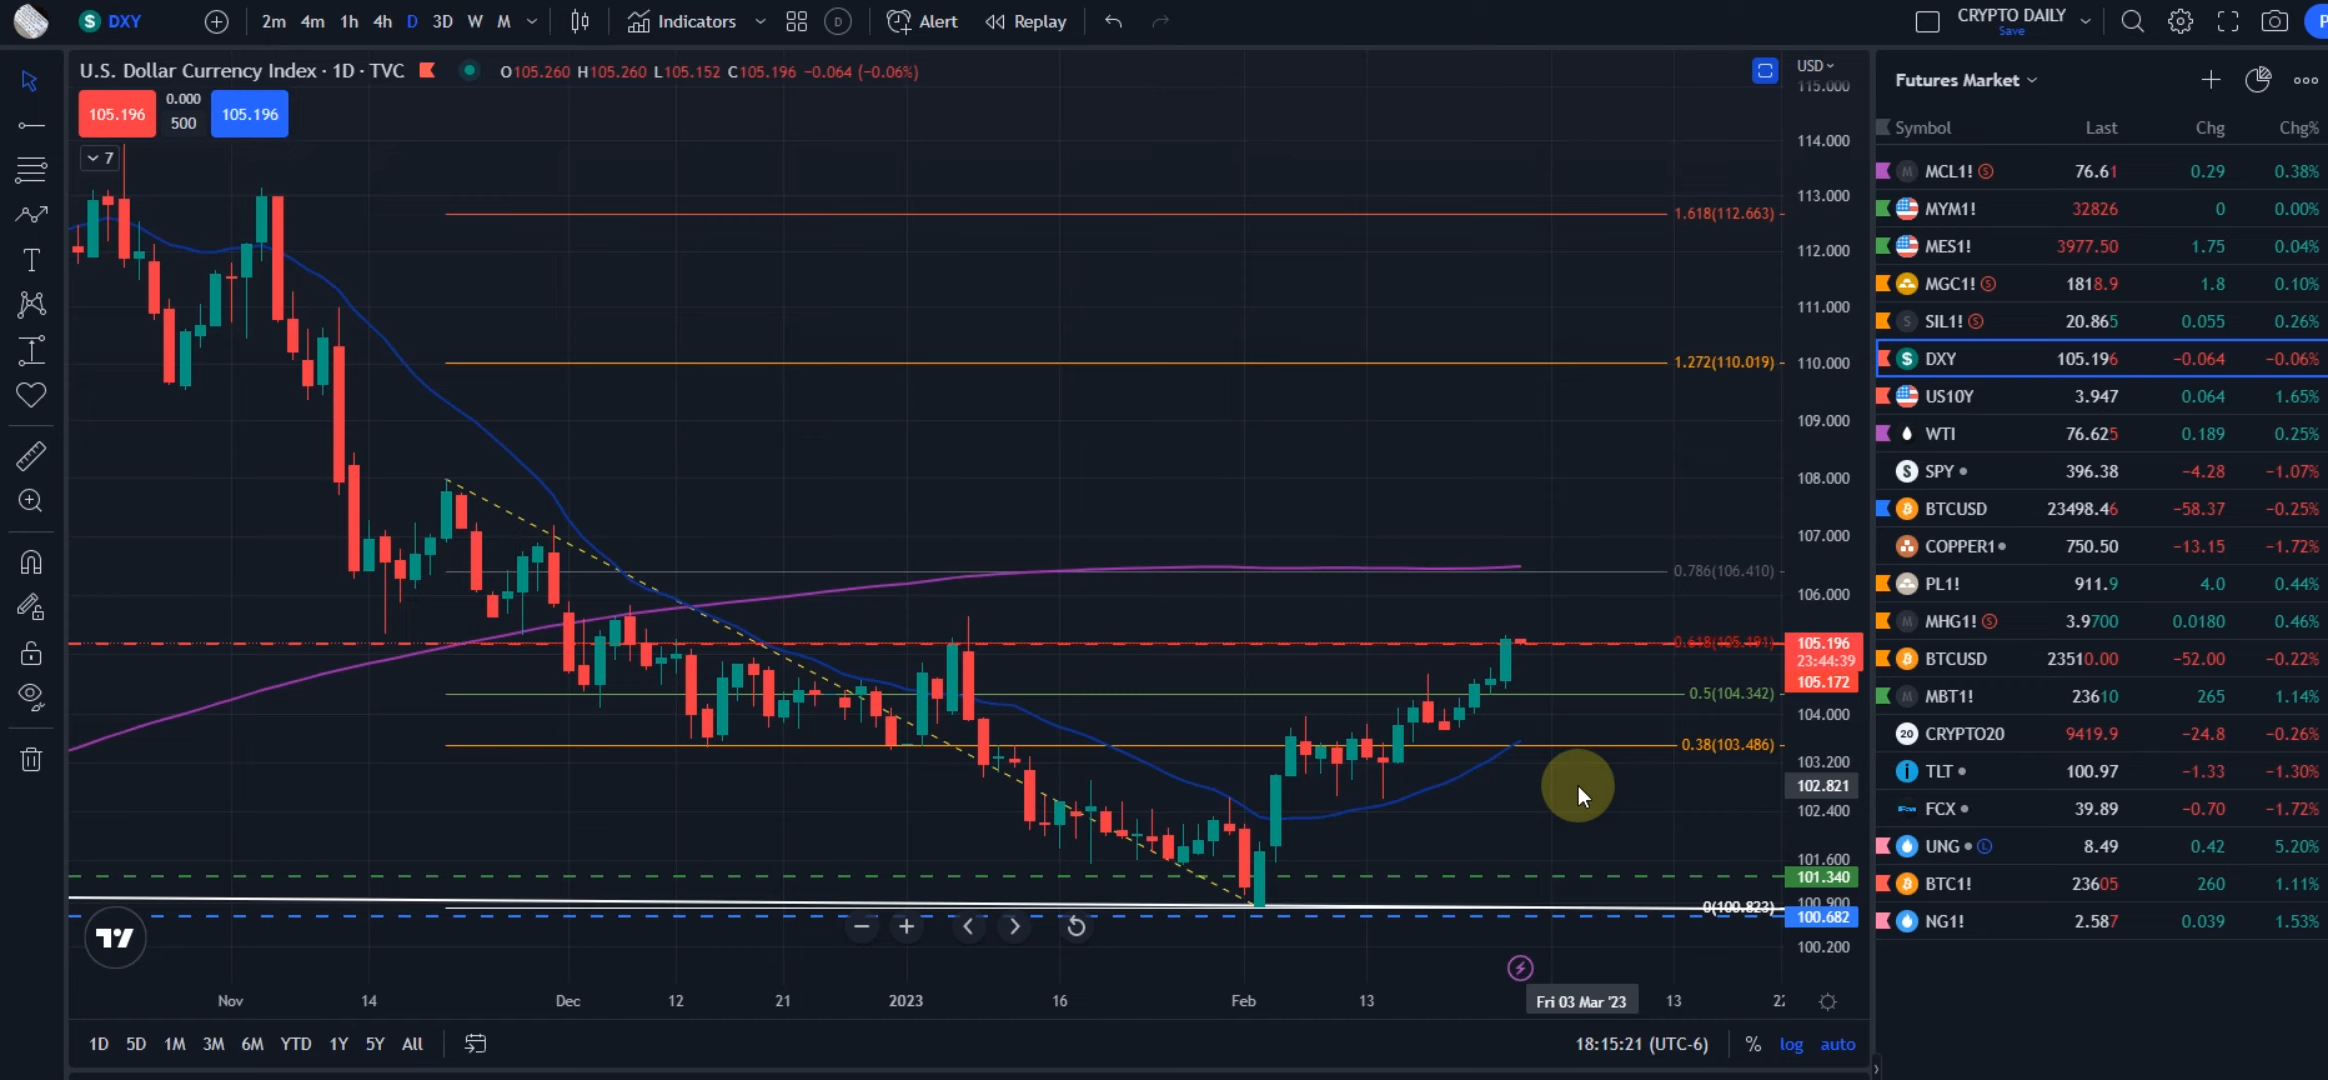 DXY 2m 4m 1h 4h D 3D W M Indicators D Alert Replay CRYPTO DAILY
Save
U.S. Dollar Currency Index · 1D · TVC O105.260 H105.260 L105.152 C105.196 −0.064 (−0.06%)
105.196 0.000 105.196
500
7
USD
115.000
114.000
113.000
1.618(112.663)
112.000
111.000
1.272(110.019)
110.000
109.000
108.000
107.000
0.786(106.410)
106.000
0.618(105.191)
105.196
23:44:39
105.172
0.5(104.342)
104.000
0.38(103.486)
103.200
102.821
102.400
101.600
101.340
100.900
0(100.823)
100.682
100.200
Nov 14 Dec 12 21 2023 16 Feb 13 Fri 03 Mar '23 13 22
1D 5D 1M 3M 6M YTD 1Y 5Y All 18:15:21 (UTC-6) % log auto
Futures Market
Symbol Last Chg Chg%
MCL1! S 76.61 0.29 0.38%
MYM1! 32826 0 0.00%
MES1! 3977.50 1.75 0.04%
MGC1! S 1818.9 1.8 0.10%
S SIL1! S 20.865 0.055 0.26%
$ DXY 105.196 −0.064 −0.06%
US10Y 3.947 0.064 1.65%
WTI 76.625 0.189 0.25%
S SPY 396.38 −4.28 −1.07%
BTCUSD 23498.46 −58.37 −0.25%
COPPER1 750.50 −13.15 −1.72%
PL1! 911.9 4.0 0.44%
M MHG1! S 3.9700 0.0180 0.46%
BTCUSD 23510.00 −52.00 −0.22%
M MBT1! 23610 265 1.14%
20 CRYPTO20 9419.9 −24.8 −0.26%
i TLT 100.97 −1.33 −1.30%
FCX 39.89 −0.70 −1.72%
UNG L 8.49 0.42 5.20%
BTC1! 23605 260 1.11%
NG1! 2.587 0.039 1.53%